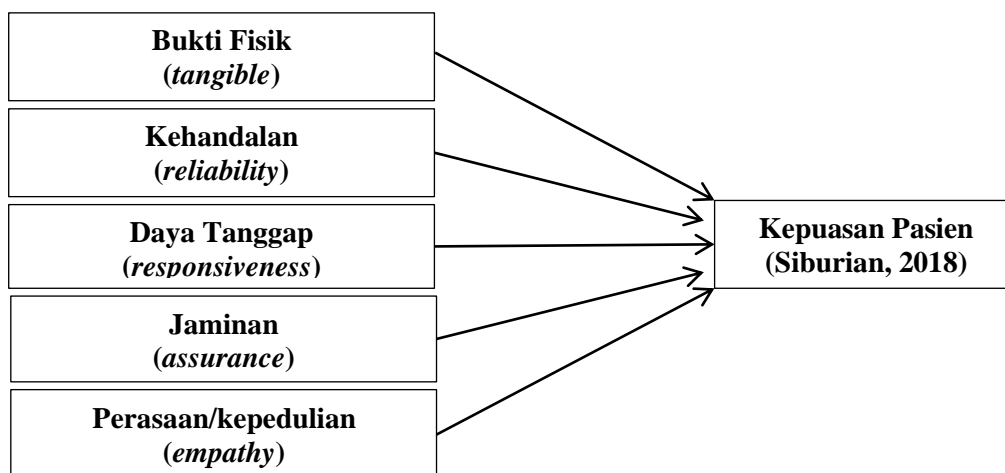 Bukti Fisik
(tangible)
Kehandalan
(reliability)
Daya Tanggap
(responsiveness)
Jaminan
(assurance)
Perasaan/kepedulian
(empathy)
Kepuasan Pasien
(Siburian, 2018)